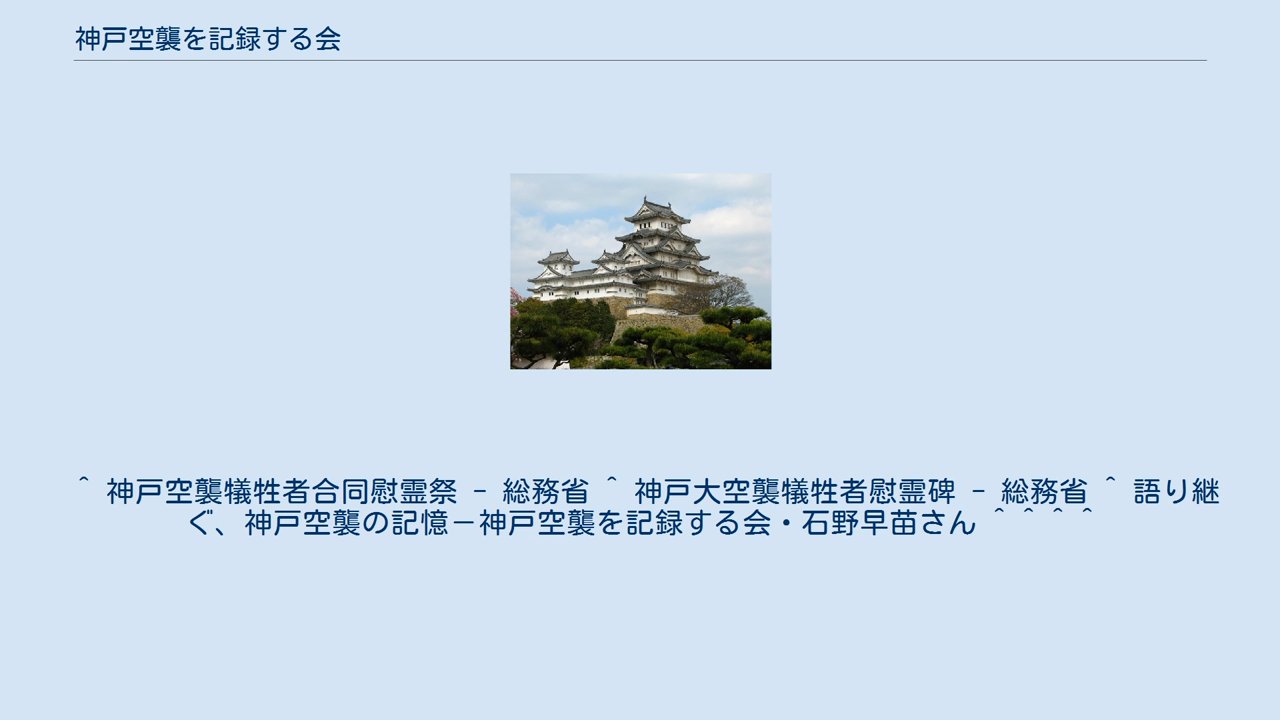 神戸空襲を記録する会
^ 神戸空襲犠牲者合同慰霊祭 - 総務省 ^ 神戸大空襲犠牲者慰霊碑 - 総務省 ^ 語り継
ぐ、神戸空襲の記憶－神戸空襲を記録する会・石野早苗さん ^ ^ ^ ^